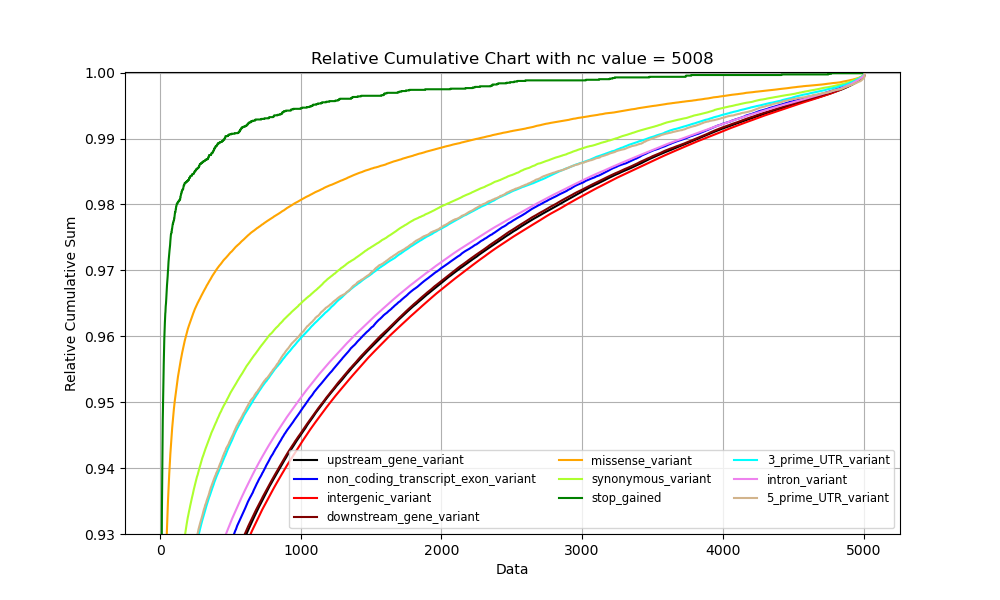 Relative Cumulative Chart with nc value = 5008
1.00
0.99
0.98
0.97
0.96
0.95
0.94
0.93
Relative Cumulative Sum
upstream_gene_variant
non_coding_transcript_exon_variant
intergenic_variant
downstream_gene_variant
missense_variant
synonymous_variant
stop_gained
3_prime_UTR_variant
intron_variant
5_prime_UTR_variant
0 1000 2000 3000 4000 5000
Data